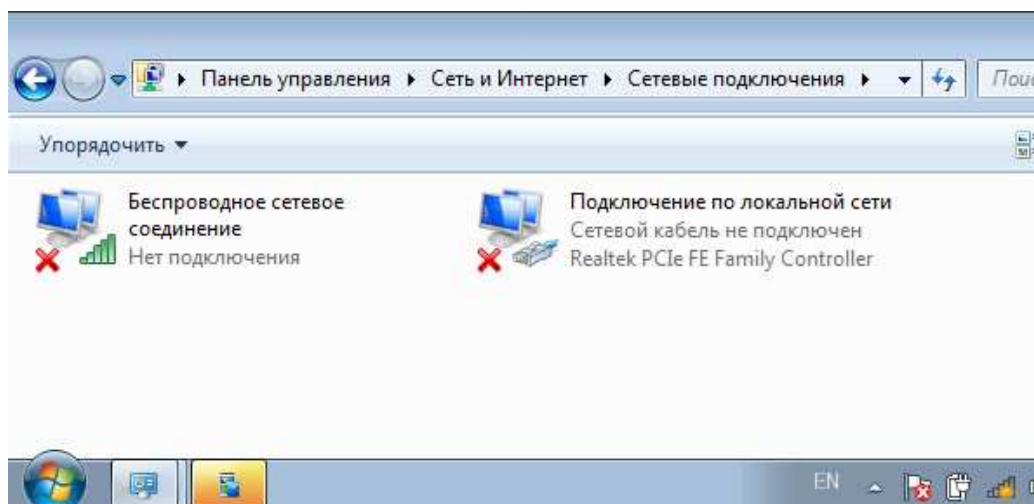 Панель управления Сеть и Интернет Сетевые подключения
Упорядочить
Беспроводное сетевое
соединение
Нет подключения
Подключение по локальной сети
Сетевой кабель не подключен
Realtek PCIe FE Family Controller
EN